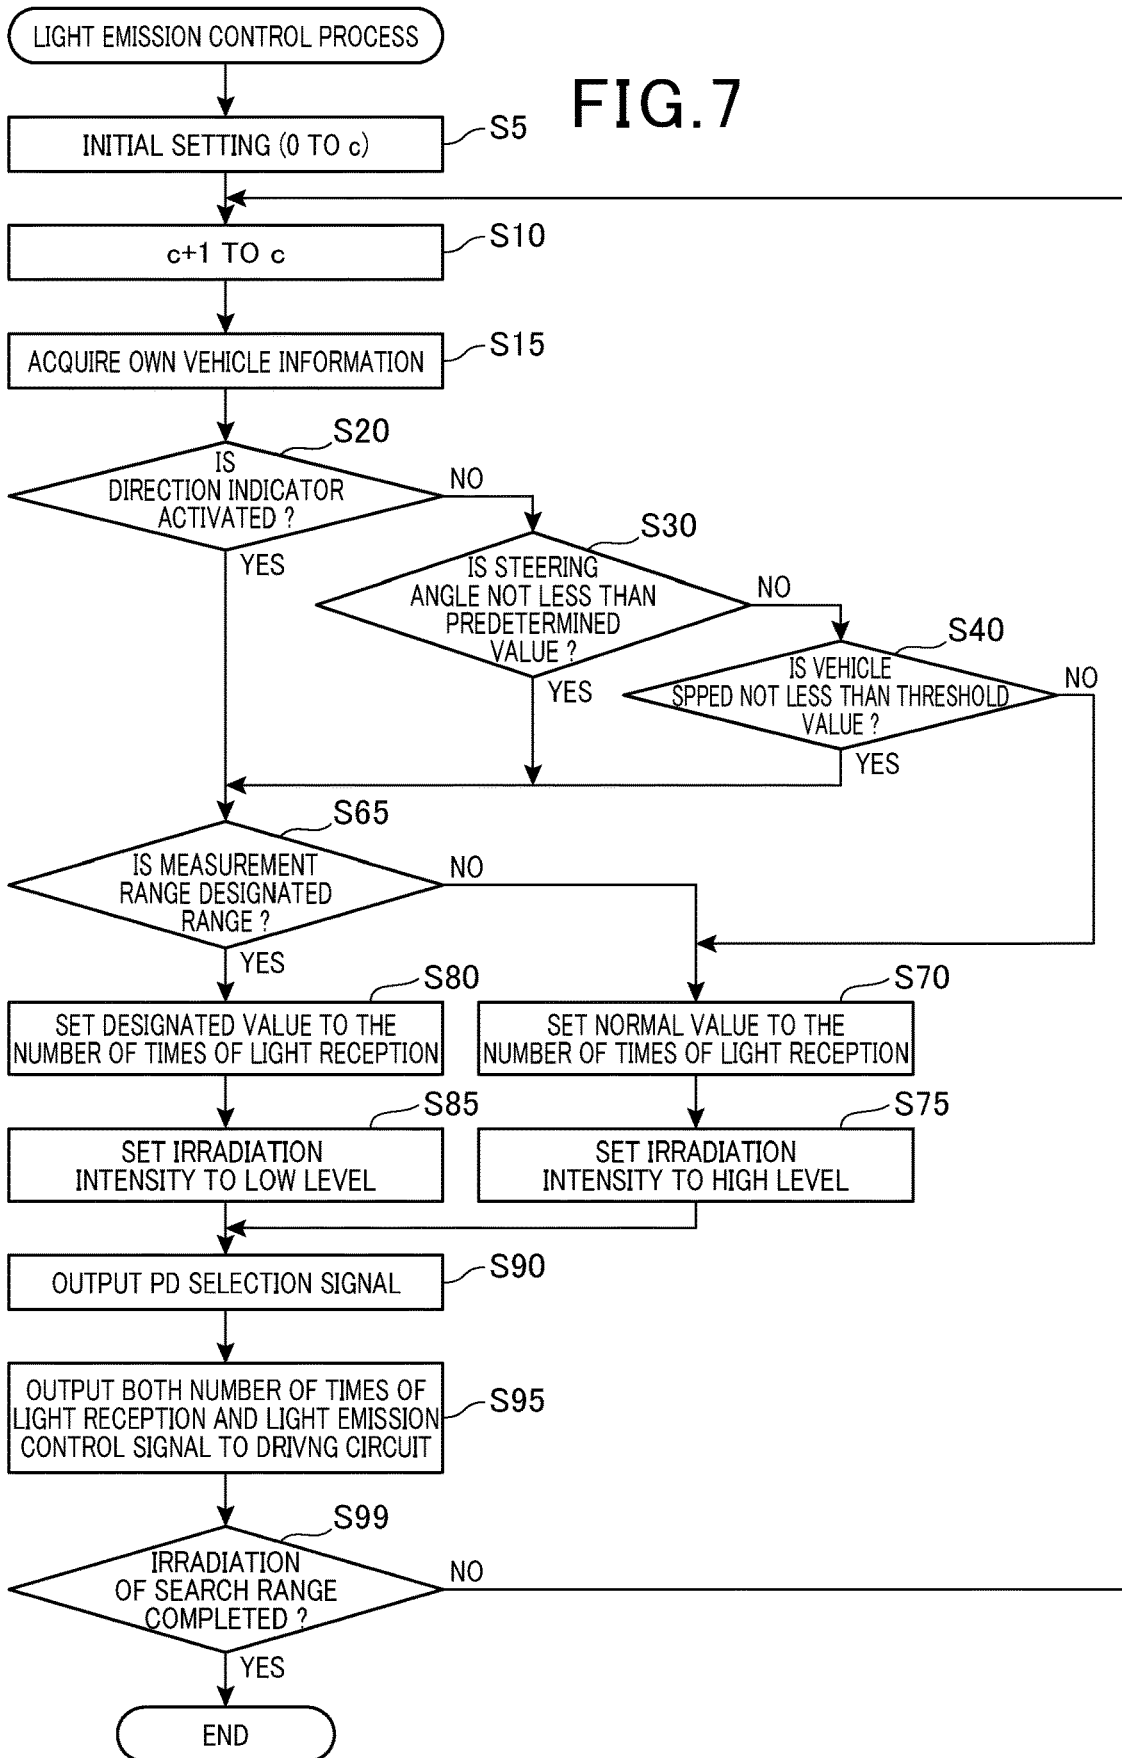 LIGHT EMISSION CONTROL PROCESS
FIG.7
S5
INITIAL SETTING (0 TO c)
S10
c+1 TO c
S15
ACQUIRE OWN VEHICLE INFORMATION
S20
IS
DIRECTION INDICATOR
ACTIVATED ?
NO
YES
S30
IS STEERING
ANGLE NOT LESS THAN
PREDETERMINED
VALUE ?
NO
YES
S40
IS VEHICLE
SPPED NOT LESS THAN THRESHOLD
VALUE ?
NO
YES
S65
IS MEASUREMENT
RANGE DESIGNATED
RANGE ?
NO
YES
S80
SET DESIGNATED VALUE TO THE
NUMBER OF TIMES OF LIGHT RECEPTION
S70
SET NORMAL VALUE TO THE
NUMBER OF TIMES OF LIGHT RECEPTION
S85
SET IRRADIATION
INTENSITY TO LOW LEVEL
S75
SET IRRADIATION
INTENSITY TO HIGH LEVEL
S90
OUTPUT PD SELECTION SIGNAL
S95
OUTPUT BOTH NUMBER OF TIMES OF
LIGHT RECEPTION AND LIGHT EMISSION
CONTROL SIGNAL TO DRIVNG CIRCUIT
S99
IRRADIATION
OF SEARCH RANGE
COMPLETED ?
NO
YES
END